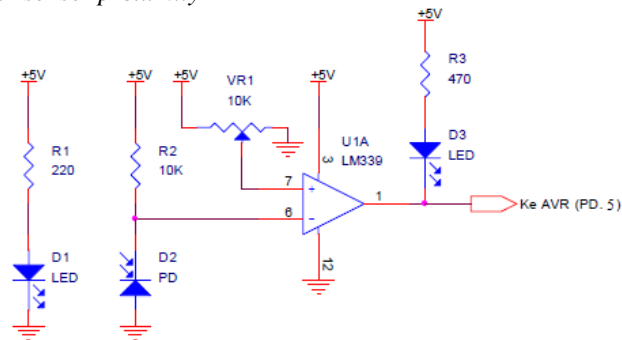 +5V
+5V
+5V
VR1
10K
+5V
+5V
R3
470
R1
220
R2
10K
U1A
LM339
D3
LED
3
7
+
6
-
1
12
Ke AVR (PD. 5)
D1
LED
D2
PD